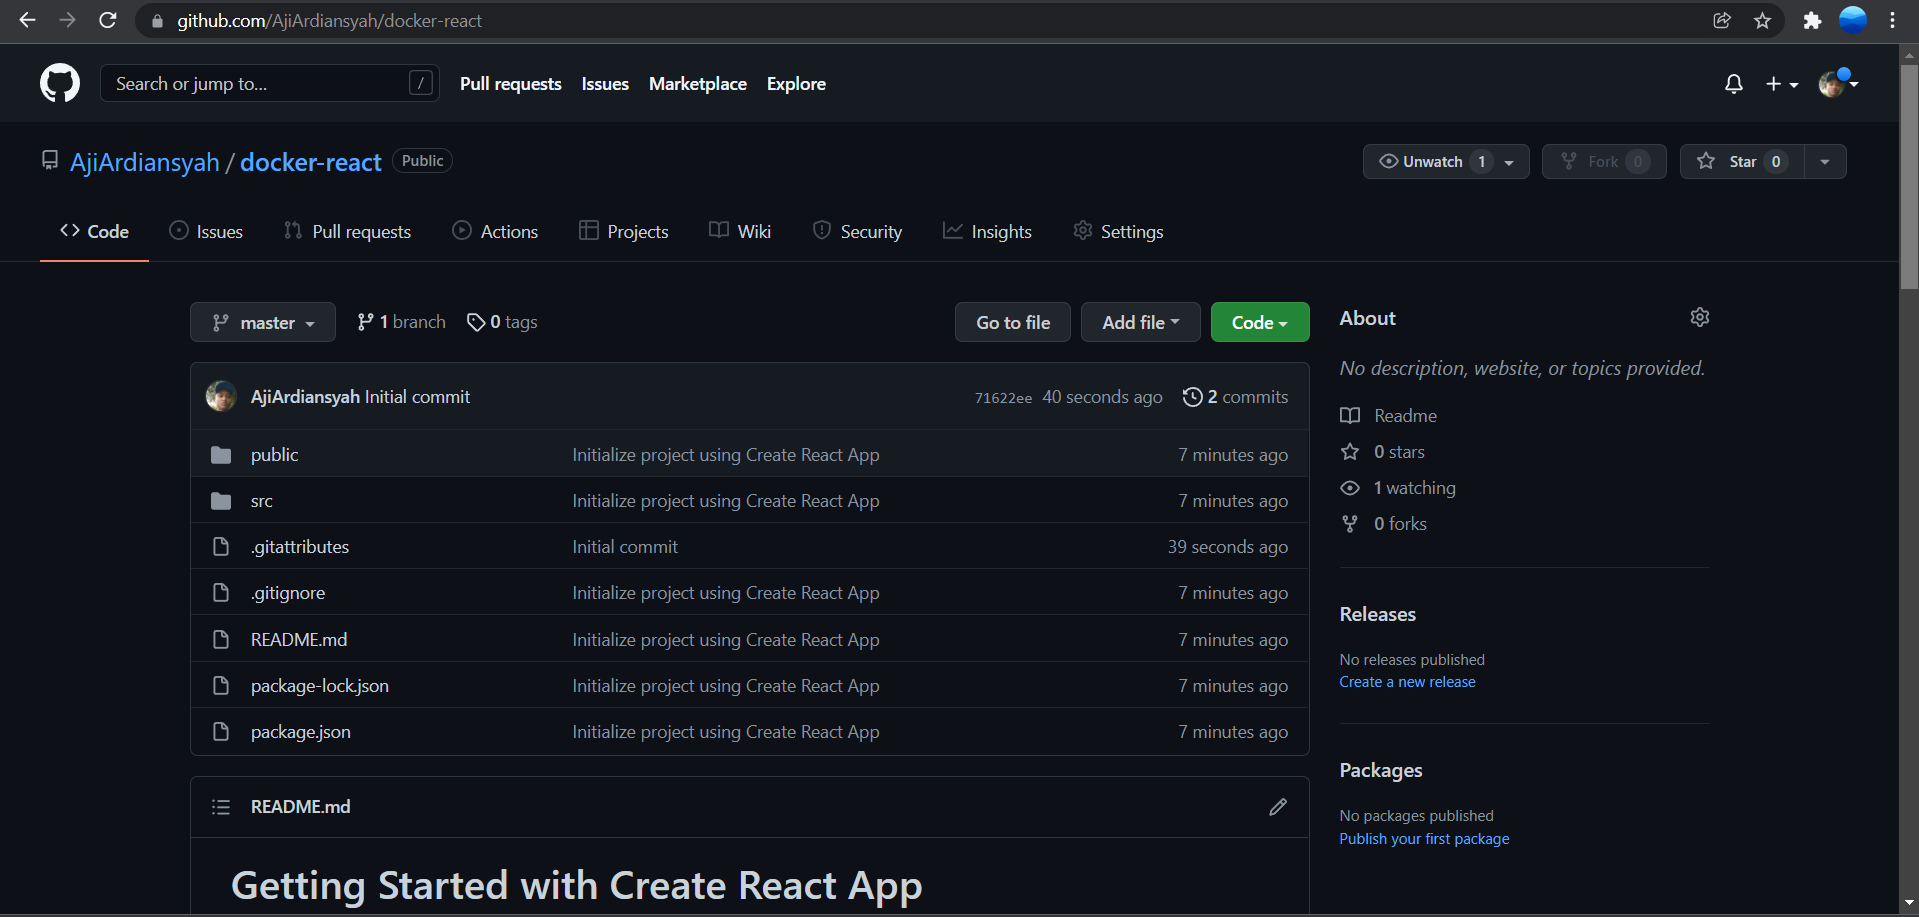 github.com/AjiArdiansyah/docker-react
Search or jump to... /
Pull requests Issues Marketplace Explore
AjiArdiansyah / docker-react Public
Unwatch 1 Fork 0 Star 0
Code Issues Pull requests Actions Projects Wiki Security Insights Settings
master 1 branch 0 tags Go to file Add file Code
AjiArdiansyah Initial commit 71622ee 40 seconds ago 2 commits
public Initialize project using Create React App 7 minutes ago
src Initialize project using Create React App 7 minutes ago
.gitattributes Initial commit 39 seconds ago
.gitignore Initialize project using Create React App 7 minutes ago
README.md Initialize project using Create React App 7 minutes ago
package-lock.json Initialize project using Create React App 7 minutes ago
package.json Initialize project using Create React App 7 minutes ago
README.md
Getting Started with Create React App
About
No description, website, or topics provided.
Readme
0 stars
1 watching
0 forks
Releases
No releases published
Create a new release
Packages
No packages published
Publish your first package